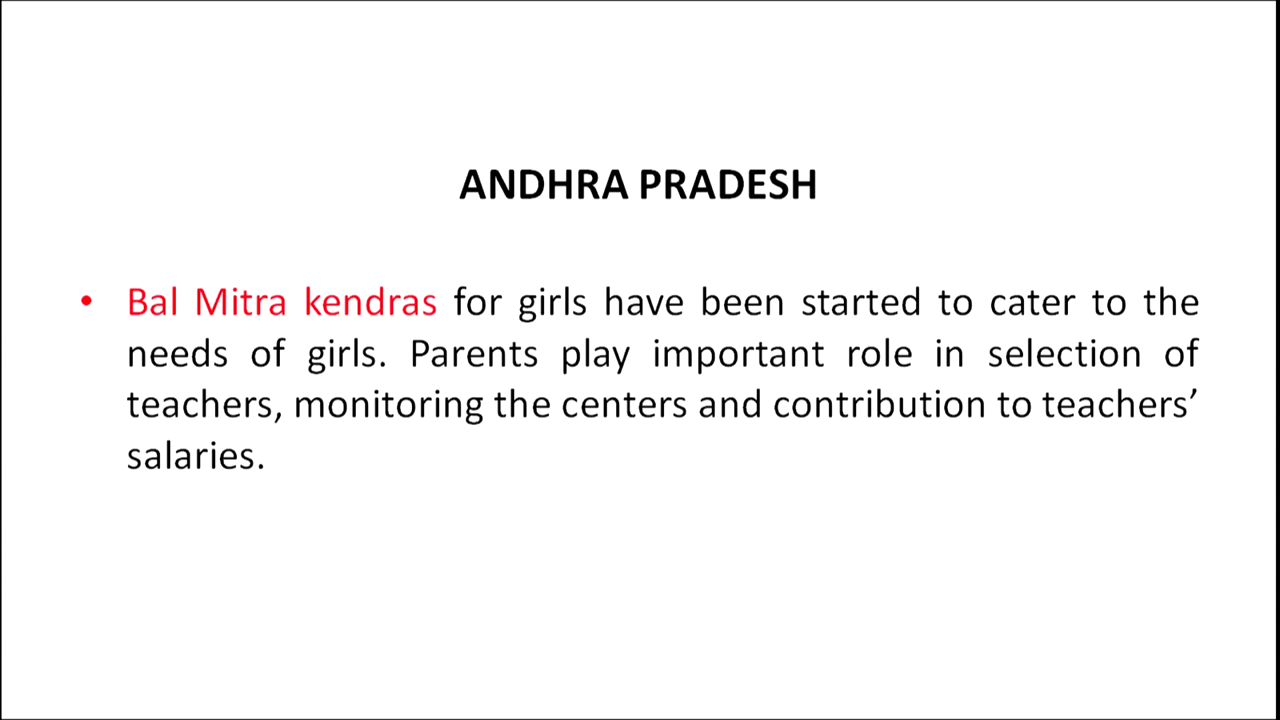 ANDHRA PRADESH
• Bal Mitra kendras for girls have been started to cater to the
needs of girls. Parents play important role in selection of
teachers, monitoring the centers and contribution to teachers’
salaries.